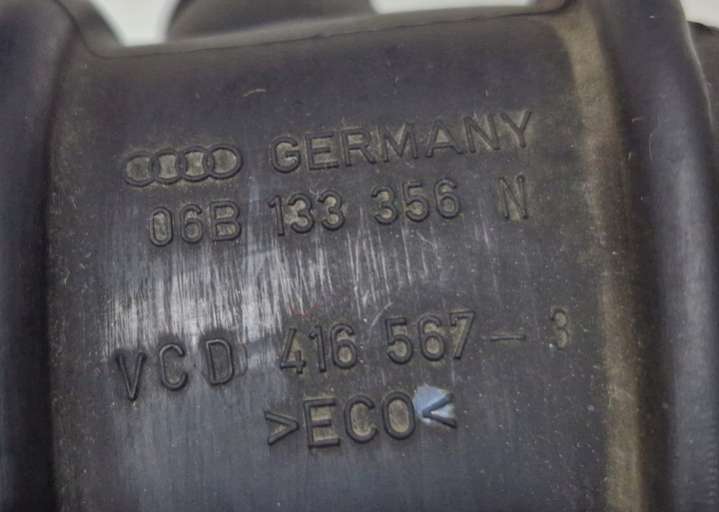 GERMANY
06B 133 356 N
VCD 416 567-3
>ECO<